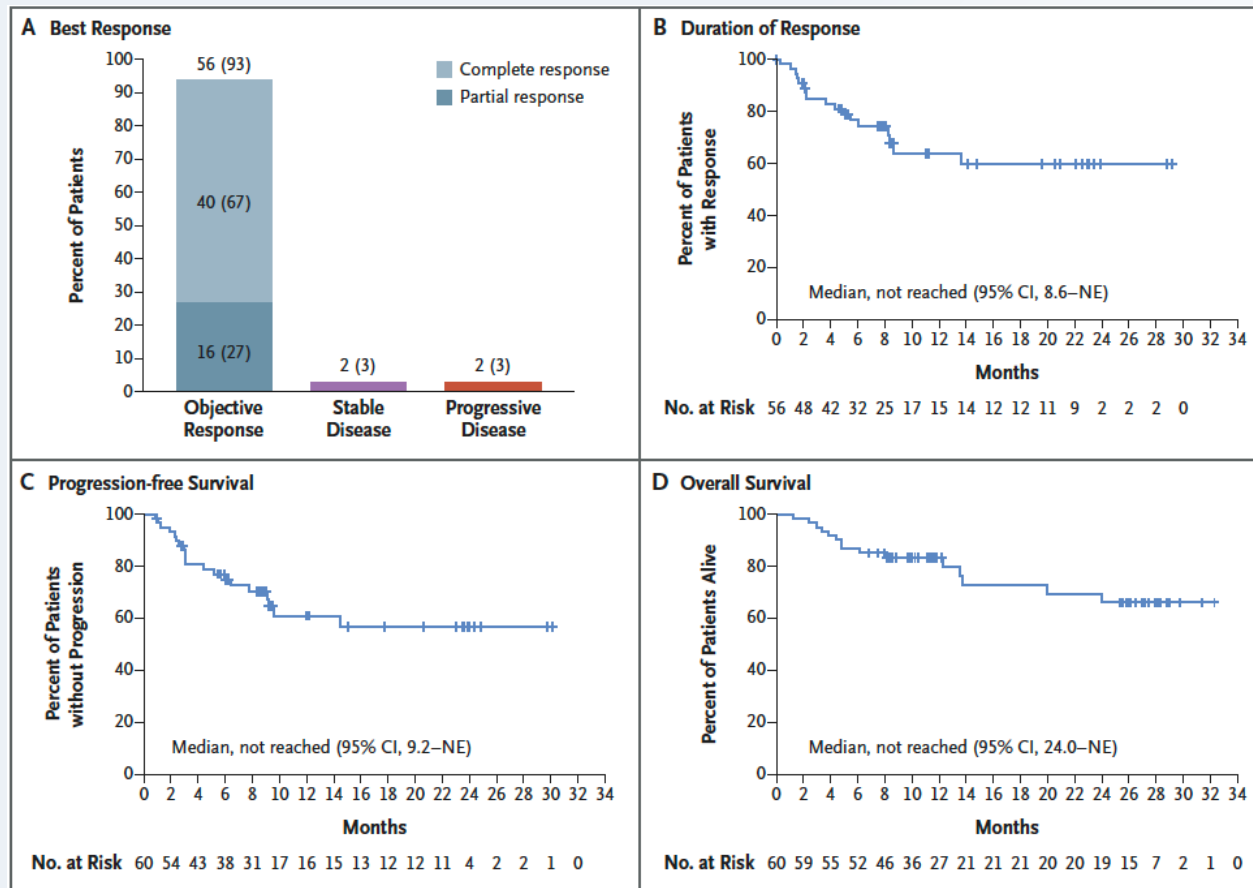 A Best Response
100
90
80
70
60
50
40
30
20
10
0
Percent of Patients
56 (93)
40 (67)
16 (27)
2 (3)
2 (3)
Complete response
Partial response
Objective
Response
Stable
Disease
Progressive
Disease
B Duration of Response
100
80
60
40
20
0
Percent of Patients
with Response
Median, not reached (95% CI, 8.6–NE)
0 2 4 6 8 10 12 14 16 18 20 22 24 26 28 30 32 34
Months
No. at Risk 56 48 42 32 25 17 15 14 12 12 11 9 2 2 2 0
C Progression-free Survival
100
80
60
40
20
0
Percent of Patients
without Progression
Median, not reached (95% CI, 9.2–NE)
0 2 4 6 8 10 12 14 16 18 20 22 24 26 28 30 32 34
Months
No. at Risk 60 54 43 38 31 17 16 15 13 12 12 11 4 2 2 1 0
D Overall Survival
100
80
60
40
20
0
Percent of Patients Alive
Median, not reached (95% CI, 24.0–NE)
0 2 4 6 8 10 12 14 16 18 20 22 24 26 28 30 32 34
Months
No. at Risk 60 59 55 52 46 36 27 21 21 21 20 20 19 15 7 2 1 0